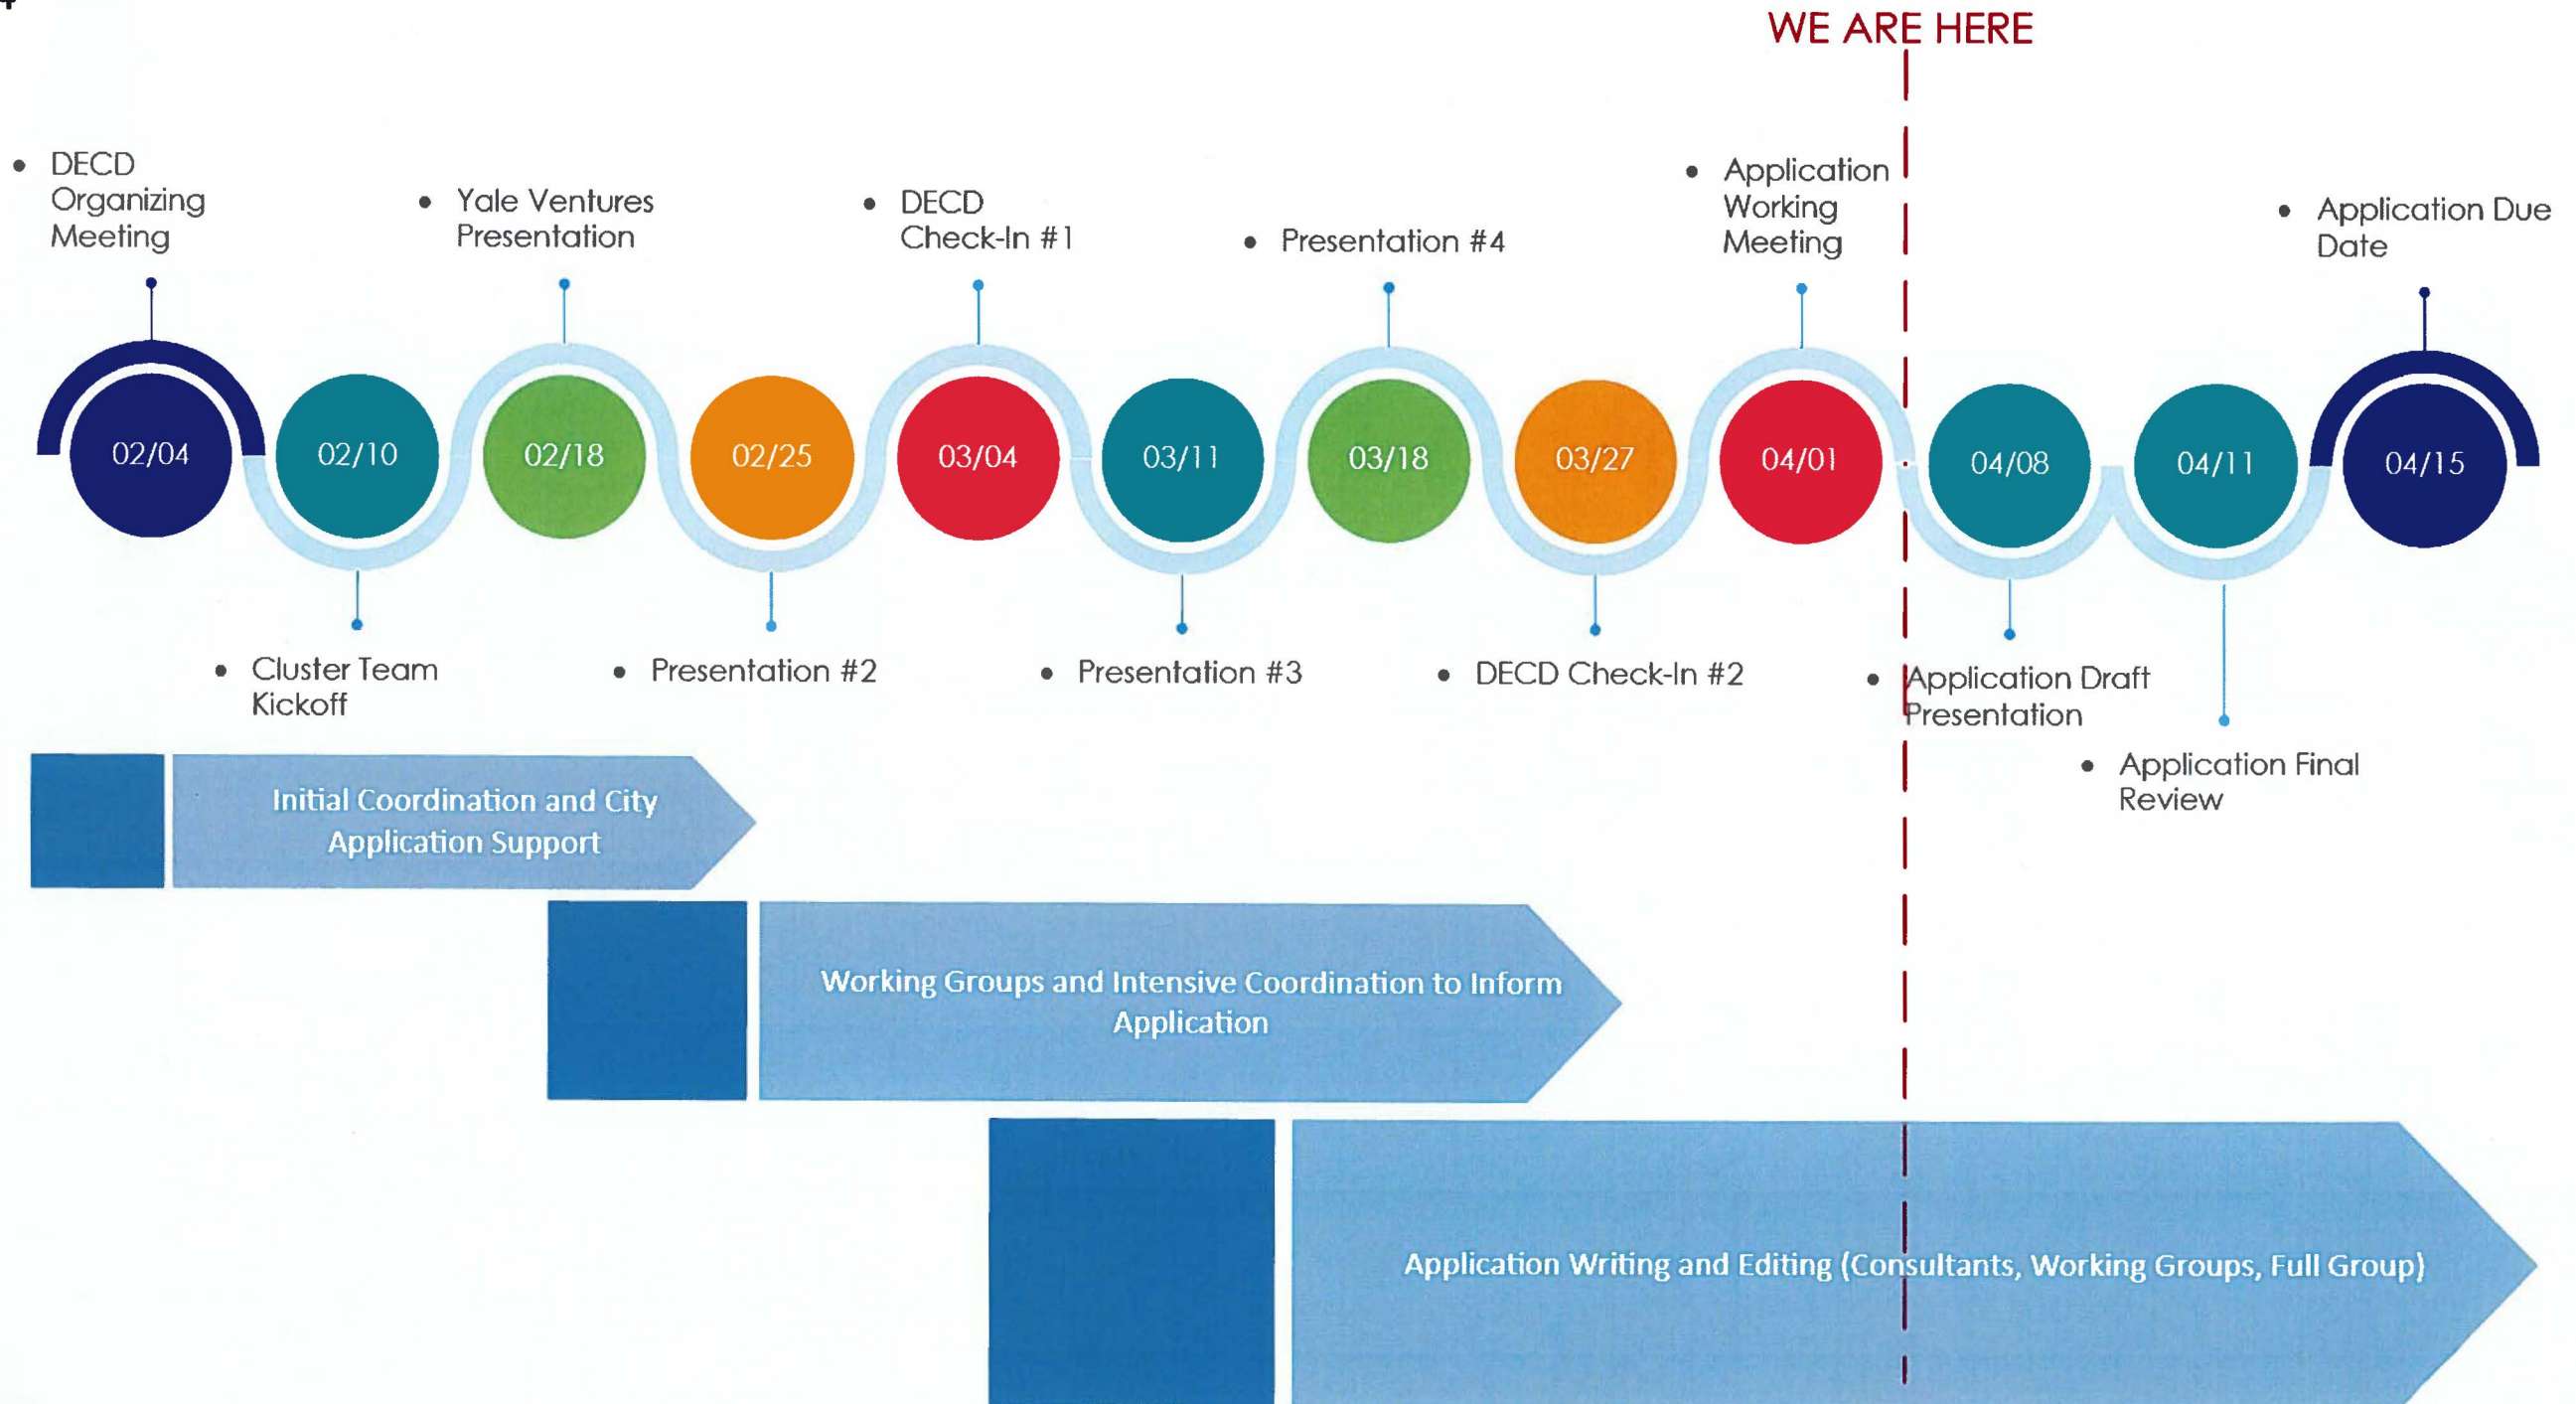 WE ARE HERE
• DECD
Organizing
Meeting
• Yale Ventures
Presentation
• DECD
Check-In #1
• Presentation #4
• Application
Working
Meeting
• Application Due
Date
02/04
02/10
02/18
02/25
03/04
03/11
03/18
03/27
04/01
04/08
04/11
04/15
• Cluster Team
Kickoff
• Presentation #2
• Presentation #3
• DECD Check-In #2
• Application Draft
Presentation
• Application Final
Review
Initial Coordination and City
Application Support
Working Groups and Intensive Coordination to Inform
Application
Application Writing and Editing (Consultants, Working Groups, Full Group)